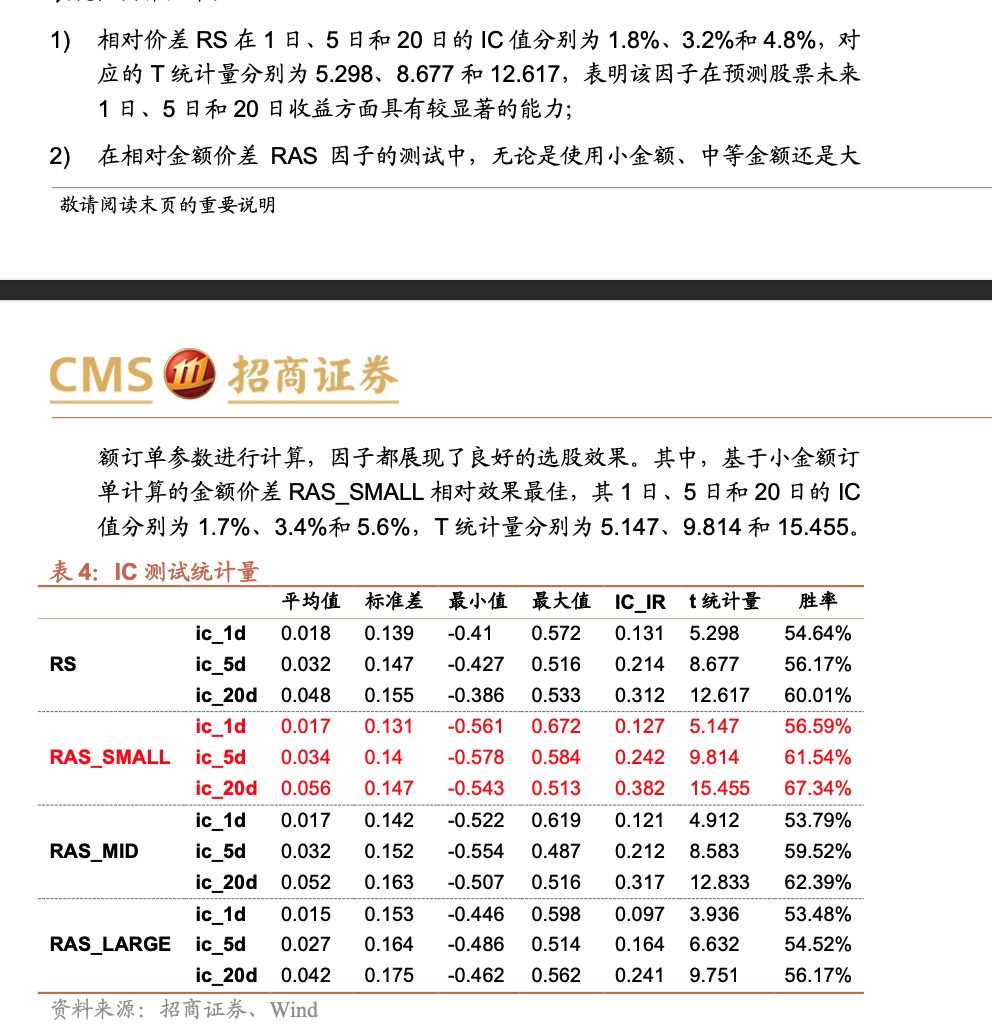 1) 相对价差 RS 在 1 日、5 日和 20 日的 IC 值分别为 1.8%、3.2%和 4.8%，对
应的 T 统计量分别为 5.298、8.677 和 12.617，表明该因子在预测股票未来
1 日、5 日和 20 日收益方面具有较显著的能力；
2) 在相对金额价差 RAS 因子的测试中，无论是使用小金额、中等金额还是大
敬请阅读末页的重要说明
CMS 招商证券
额订单参数进行计算，因子都展现了良好的选股效果。其中，基于小金额订
单计算的金额价差 RAS_SMALL 相对效果最佳，其 1 日、5 日和 20 日的 IC
值分别为 1.7%、3.4%和 5.6%，T 统计量分别为 5.147、9.814 和 15.455。
表 4：IC 测试统计量
平均值 标准差 最小值 最大值 IC_IR t 统计量 胜率
ic_1d 0.018 0.139 -0.41 0.572 0.131 5.298 54.64%
RS ic_5d 0.032 0.147 -0.427 0.516 0.214 8.677 56.17%
ic_20d 0.048 0.155 -0.386 0.533 0.312 12.617 60.01%
ic_1d 0.017 0.131 -0.561 0.672 0.127 5.147 56.59%
RAS_SMALL ic_5d 0.034 0.14 -0.578 0.584 0.242 9.814 61.54%
ic_20d 0.056 0.147 -0.543 0.513 0.382 15.455 67.34%
ic_1d 0.017 0.142 -0.522 0.619 0.121 4.912 53.79%
RAS_MID ic_5d 0.032 0.152 -0.554 0.487 0.212 8.583 59.52%
ic_20d 0.052 0.163 -0.507 0.516 0.317 12.833 62.39%
ic_1d 0.015 0.153 -0.446 0.598 0.097 3.936 53.48%
RAS_LARGE ic_5d 0.027 0.164 -0.486 0.514 0.164 6.632 54.52%
ic_20d 0.042 0.175 -0.462 0.562 0.241 9.751 56.17%
资料来源：招商证券、Wind